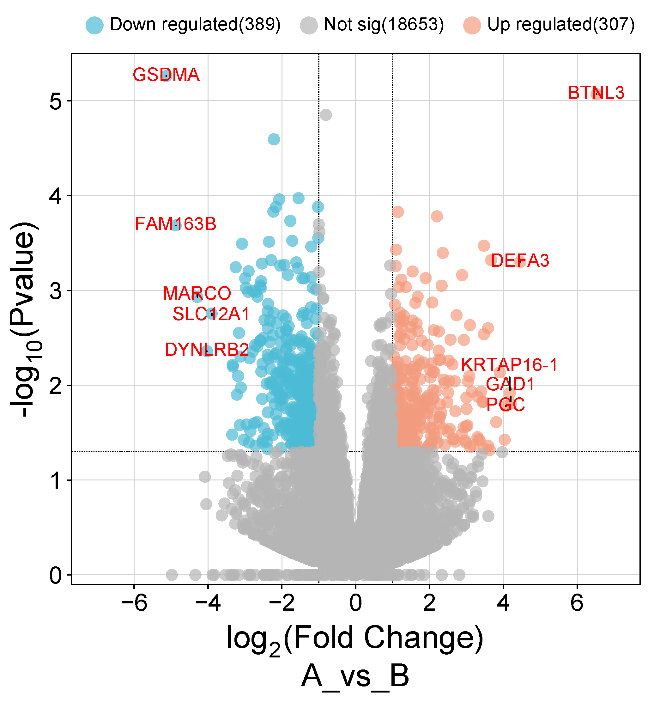 Down regulated(389) Not sig(18653) Up regulated(307)
GSDMA
BTNL3
5
4
FAM163B
DEFA3
3
MARCO
SLC12A1
DYNLRB2
KRTAP16-1
GAD1
2
PGC
1
0
-log10(Pvalue)
−6 −4 −2 0 2 4 6
log2(Fold Change)
A_vs_B